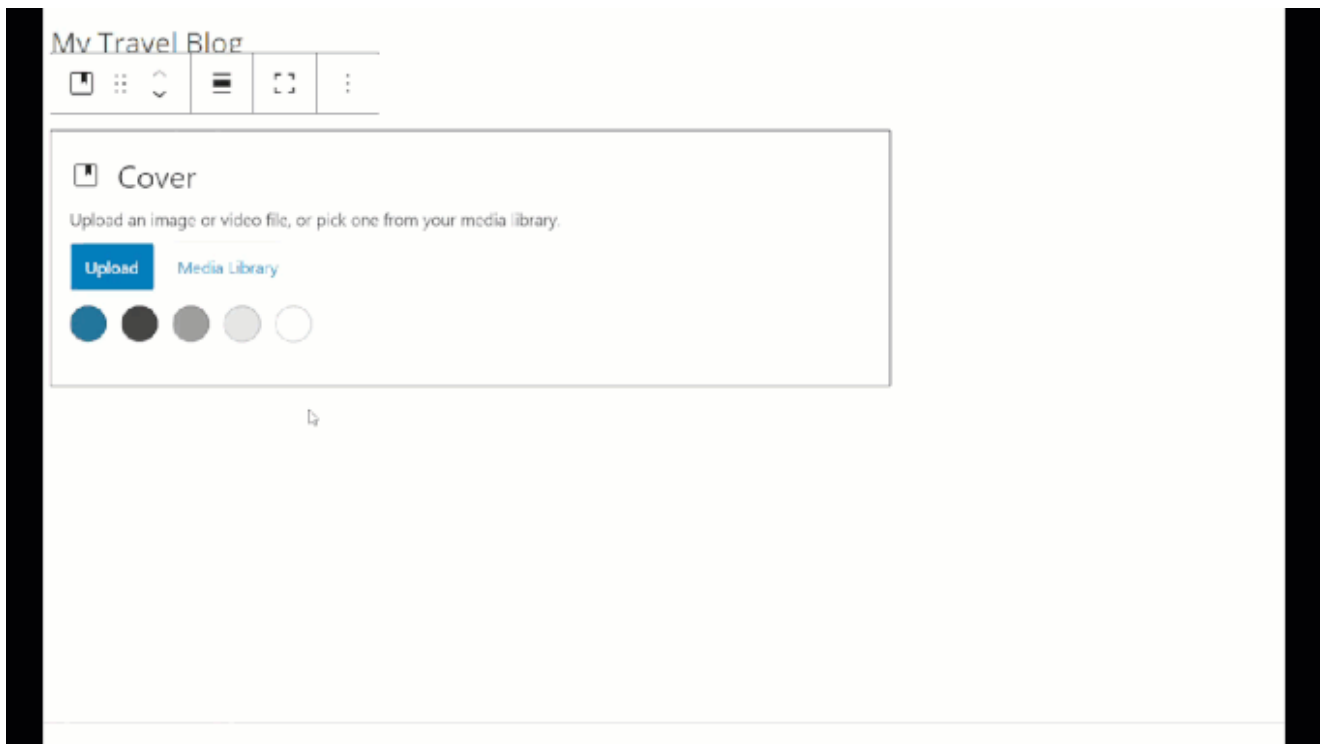 My Travel Blog
Cover
Upload an image or video file, or pick one from your media library.
Upload Media Library